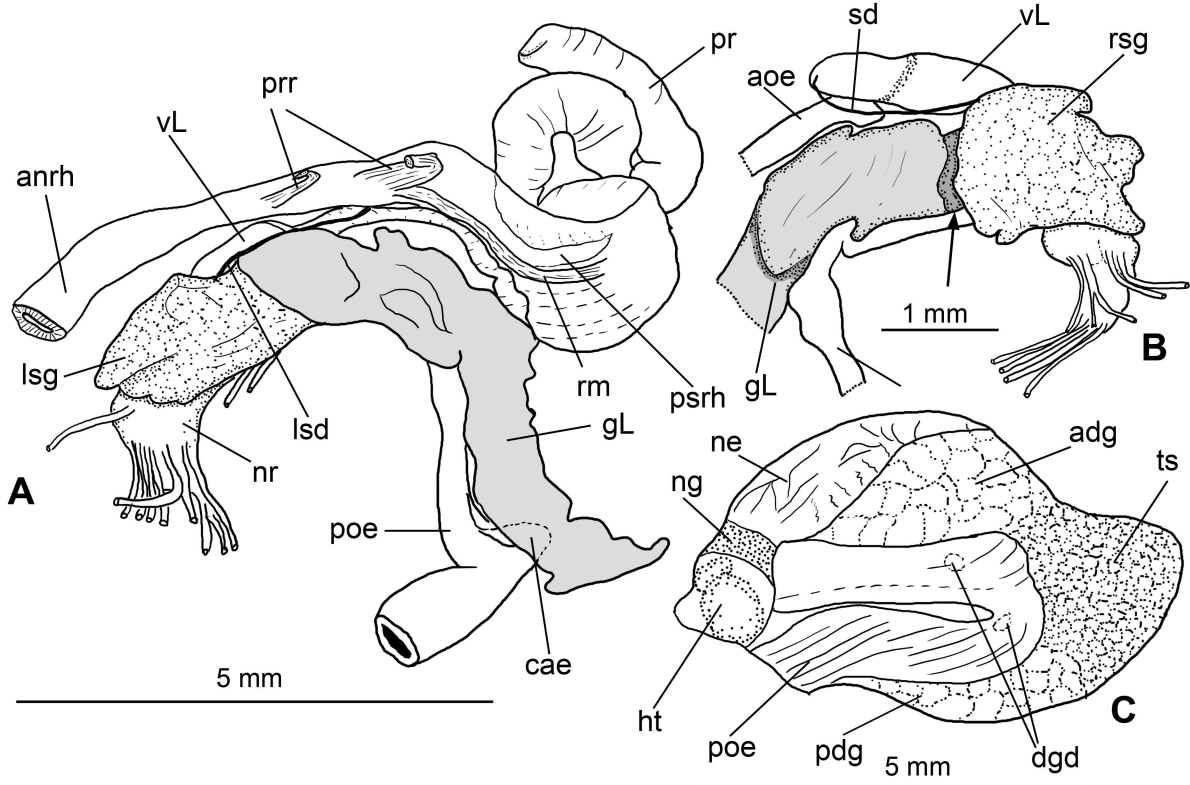 anrh
vL
prr
pr
lsg
nr
lsd
rm
psrh
gL
poe
cae
A
5 mm
aoe
sd
vL
rsg
gL
1 mm
B
ne
ng
adg
ts
ht
poe
pdg
dgd
C
5 mm